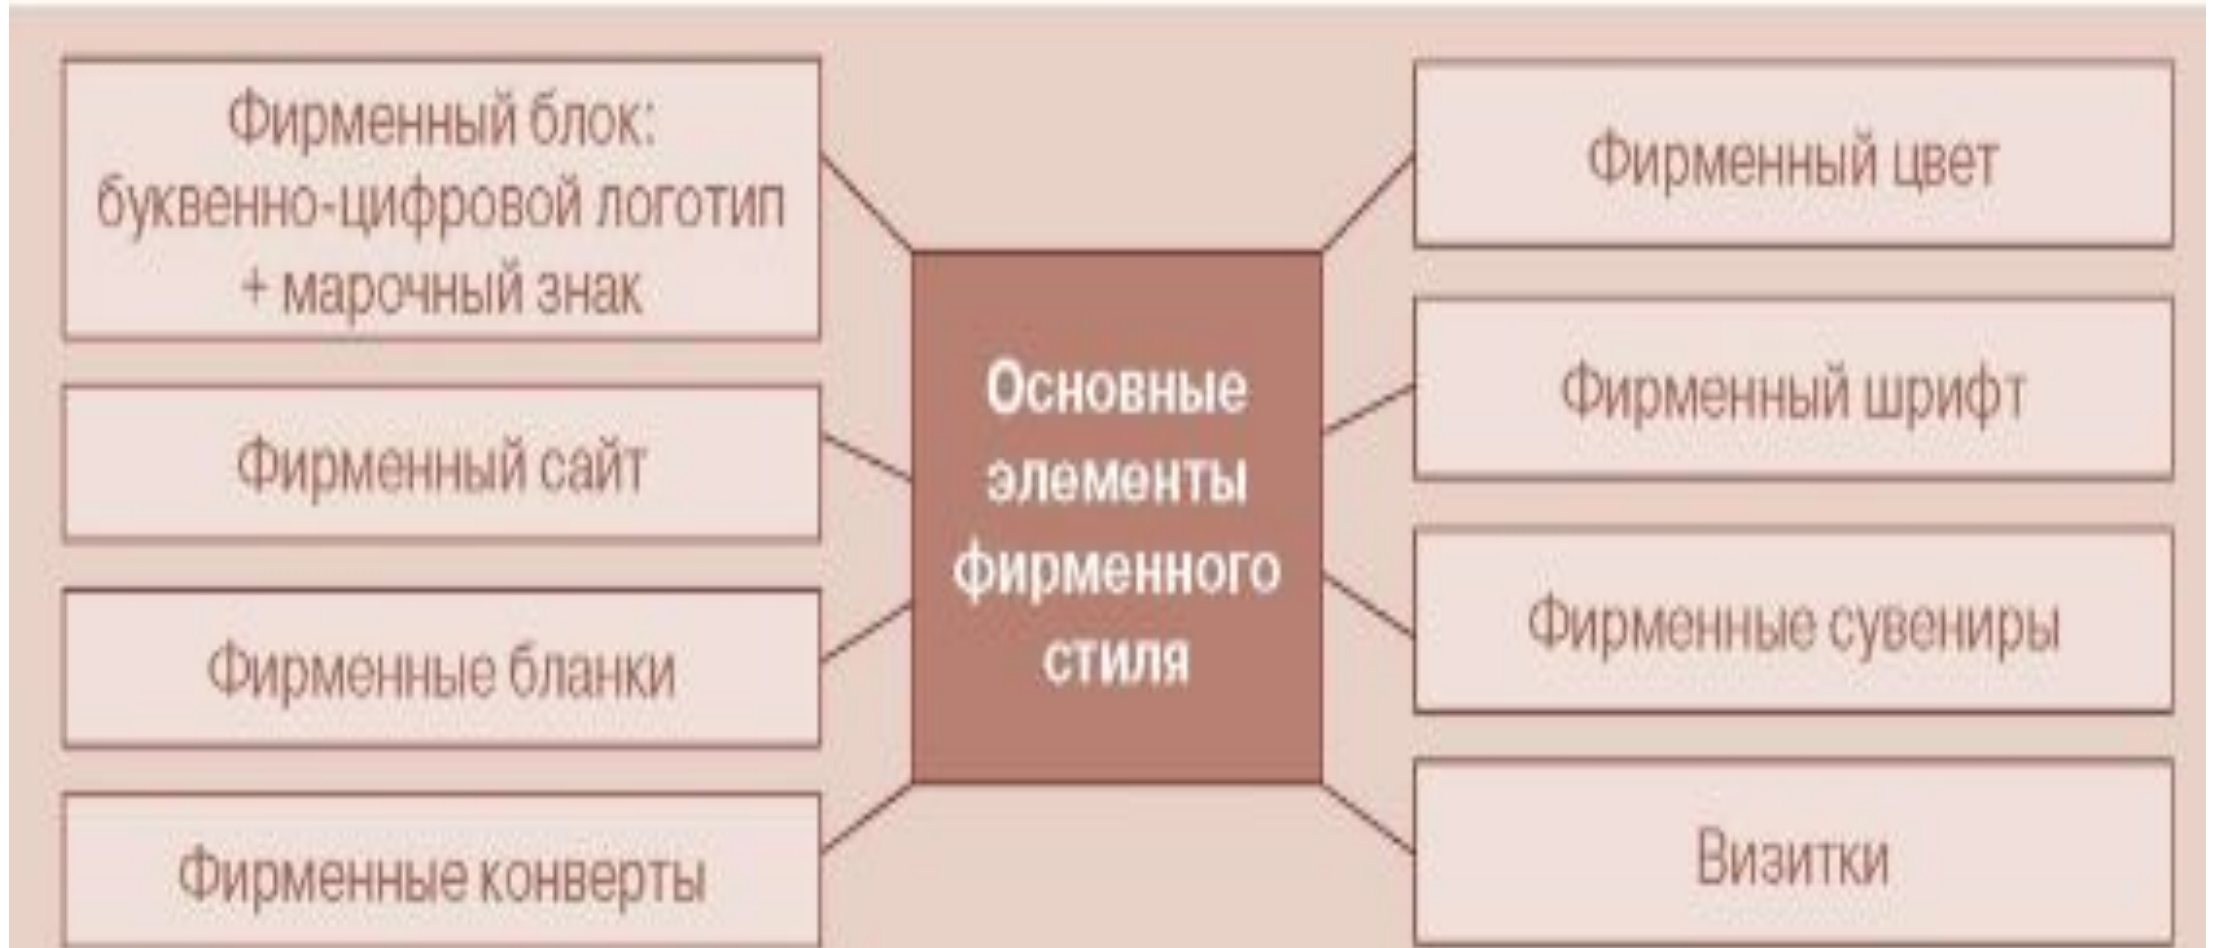 Фирменный блок:
буквенно-цифровой логотип
+ марочный знак
Фирменный сайт
Фирменные бланки
Фирменные конверты
Основные
элементы
фирменного
стиля
Фирменный цвет
Фирменный шрифт
Фирменные сувениры
Визитки